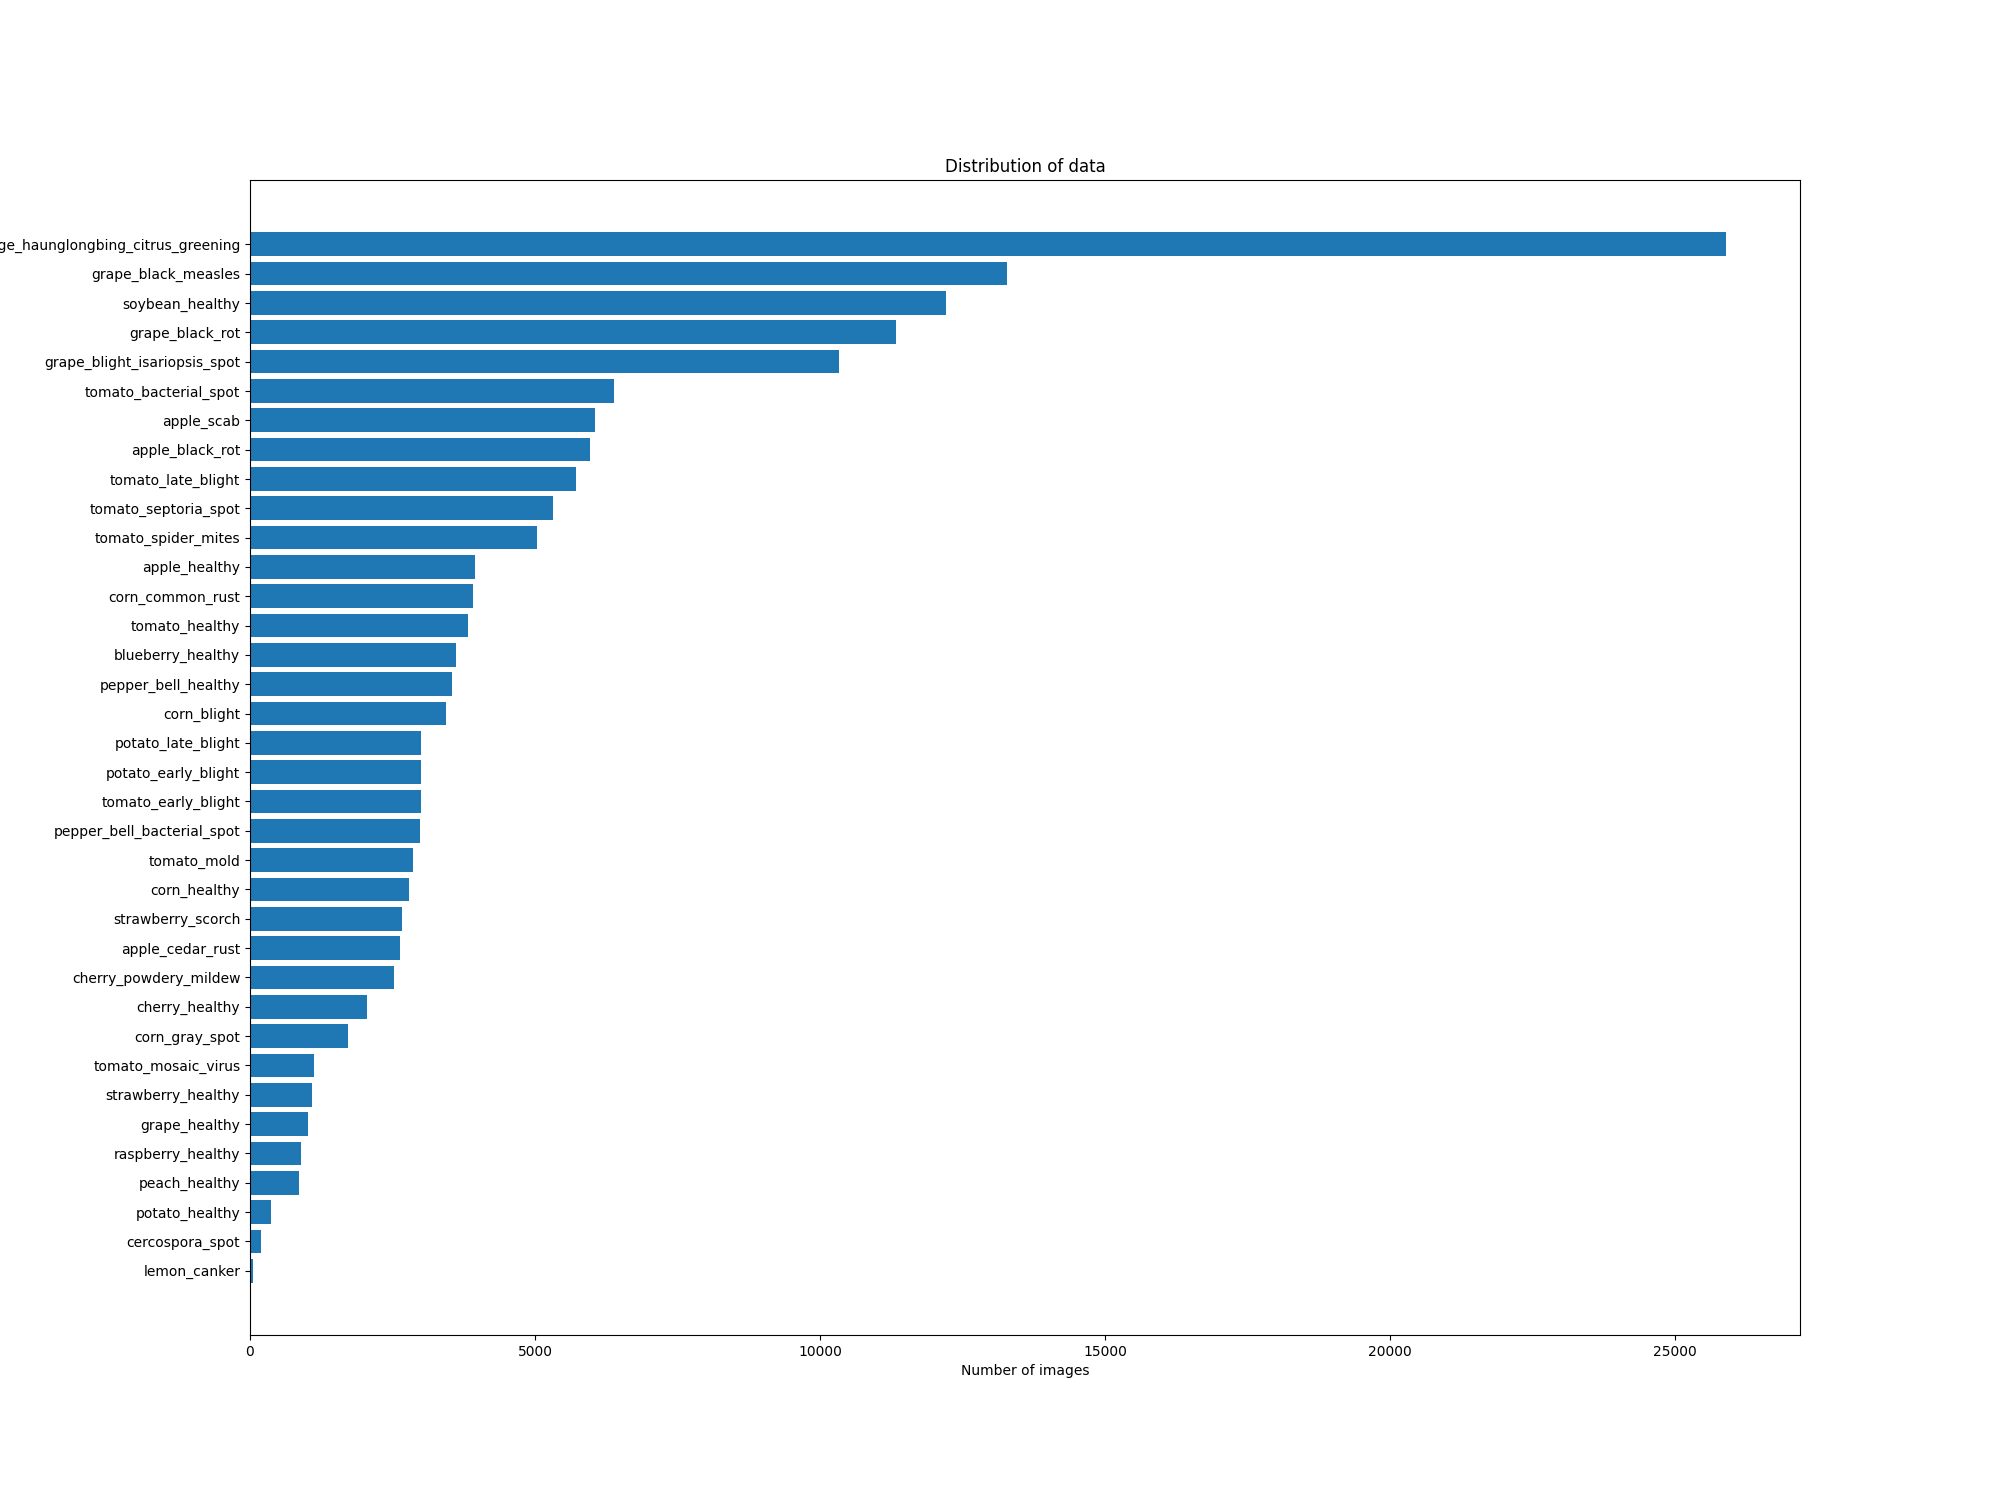 Distribution of data
ge_haunglongbing_citrus_greening
grape_black_measles
soybean_healthy
grape_black_rot
grape_blight_isariopsis_spot
tomato_bacterial_spot
apple_scab
apple_black_rot
tomato_late_blight
tomato_septoria_spot
tomato_spider_mites
apple_healthy
corn_common_rust
tomato_healthy
blueberry_healthy
pepper_bell_healthy
corn_blight
potato_late_blight
potato_early_blight
tomato_early_blight
pepper_bell_bacterial_spot
tomato_mold
corn_healthy
strawberry_scorch
apple_cedar_rust
cherry_powdery_mildew
cherry_healthy
corn_gray_spot
tomato_mosaic_virus
strawberry_healthy
grape_healthy
raspberry_healthy
peach_healthy
potato_healthy
cercospora_spot
lemon_canker
0 5000 10000 15000 20000 25000
Number of images